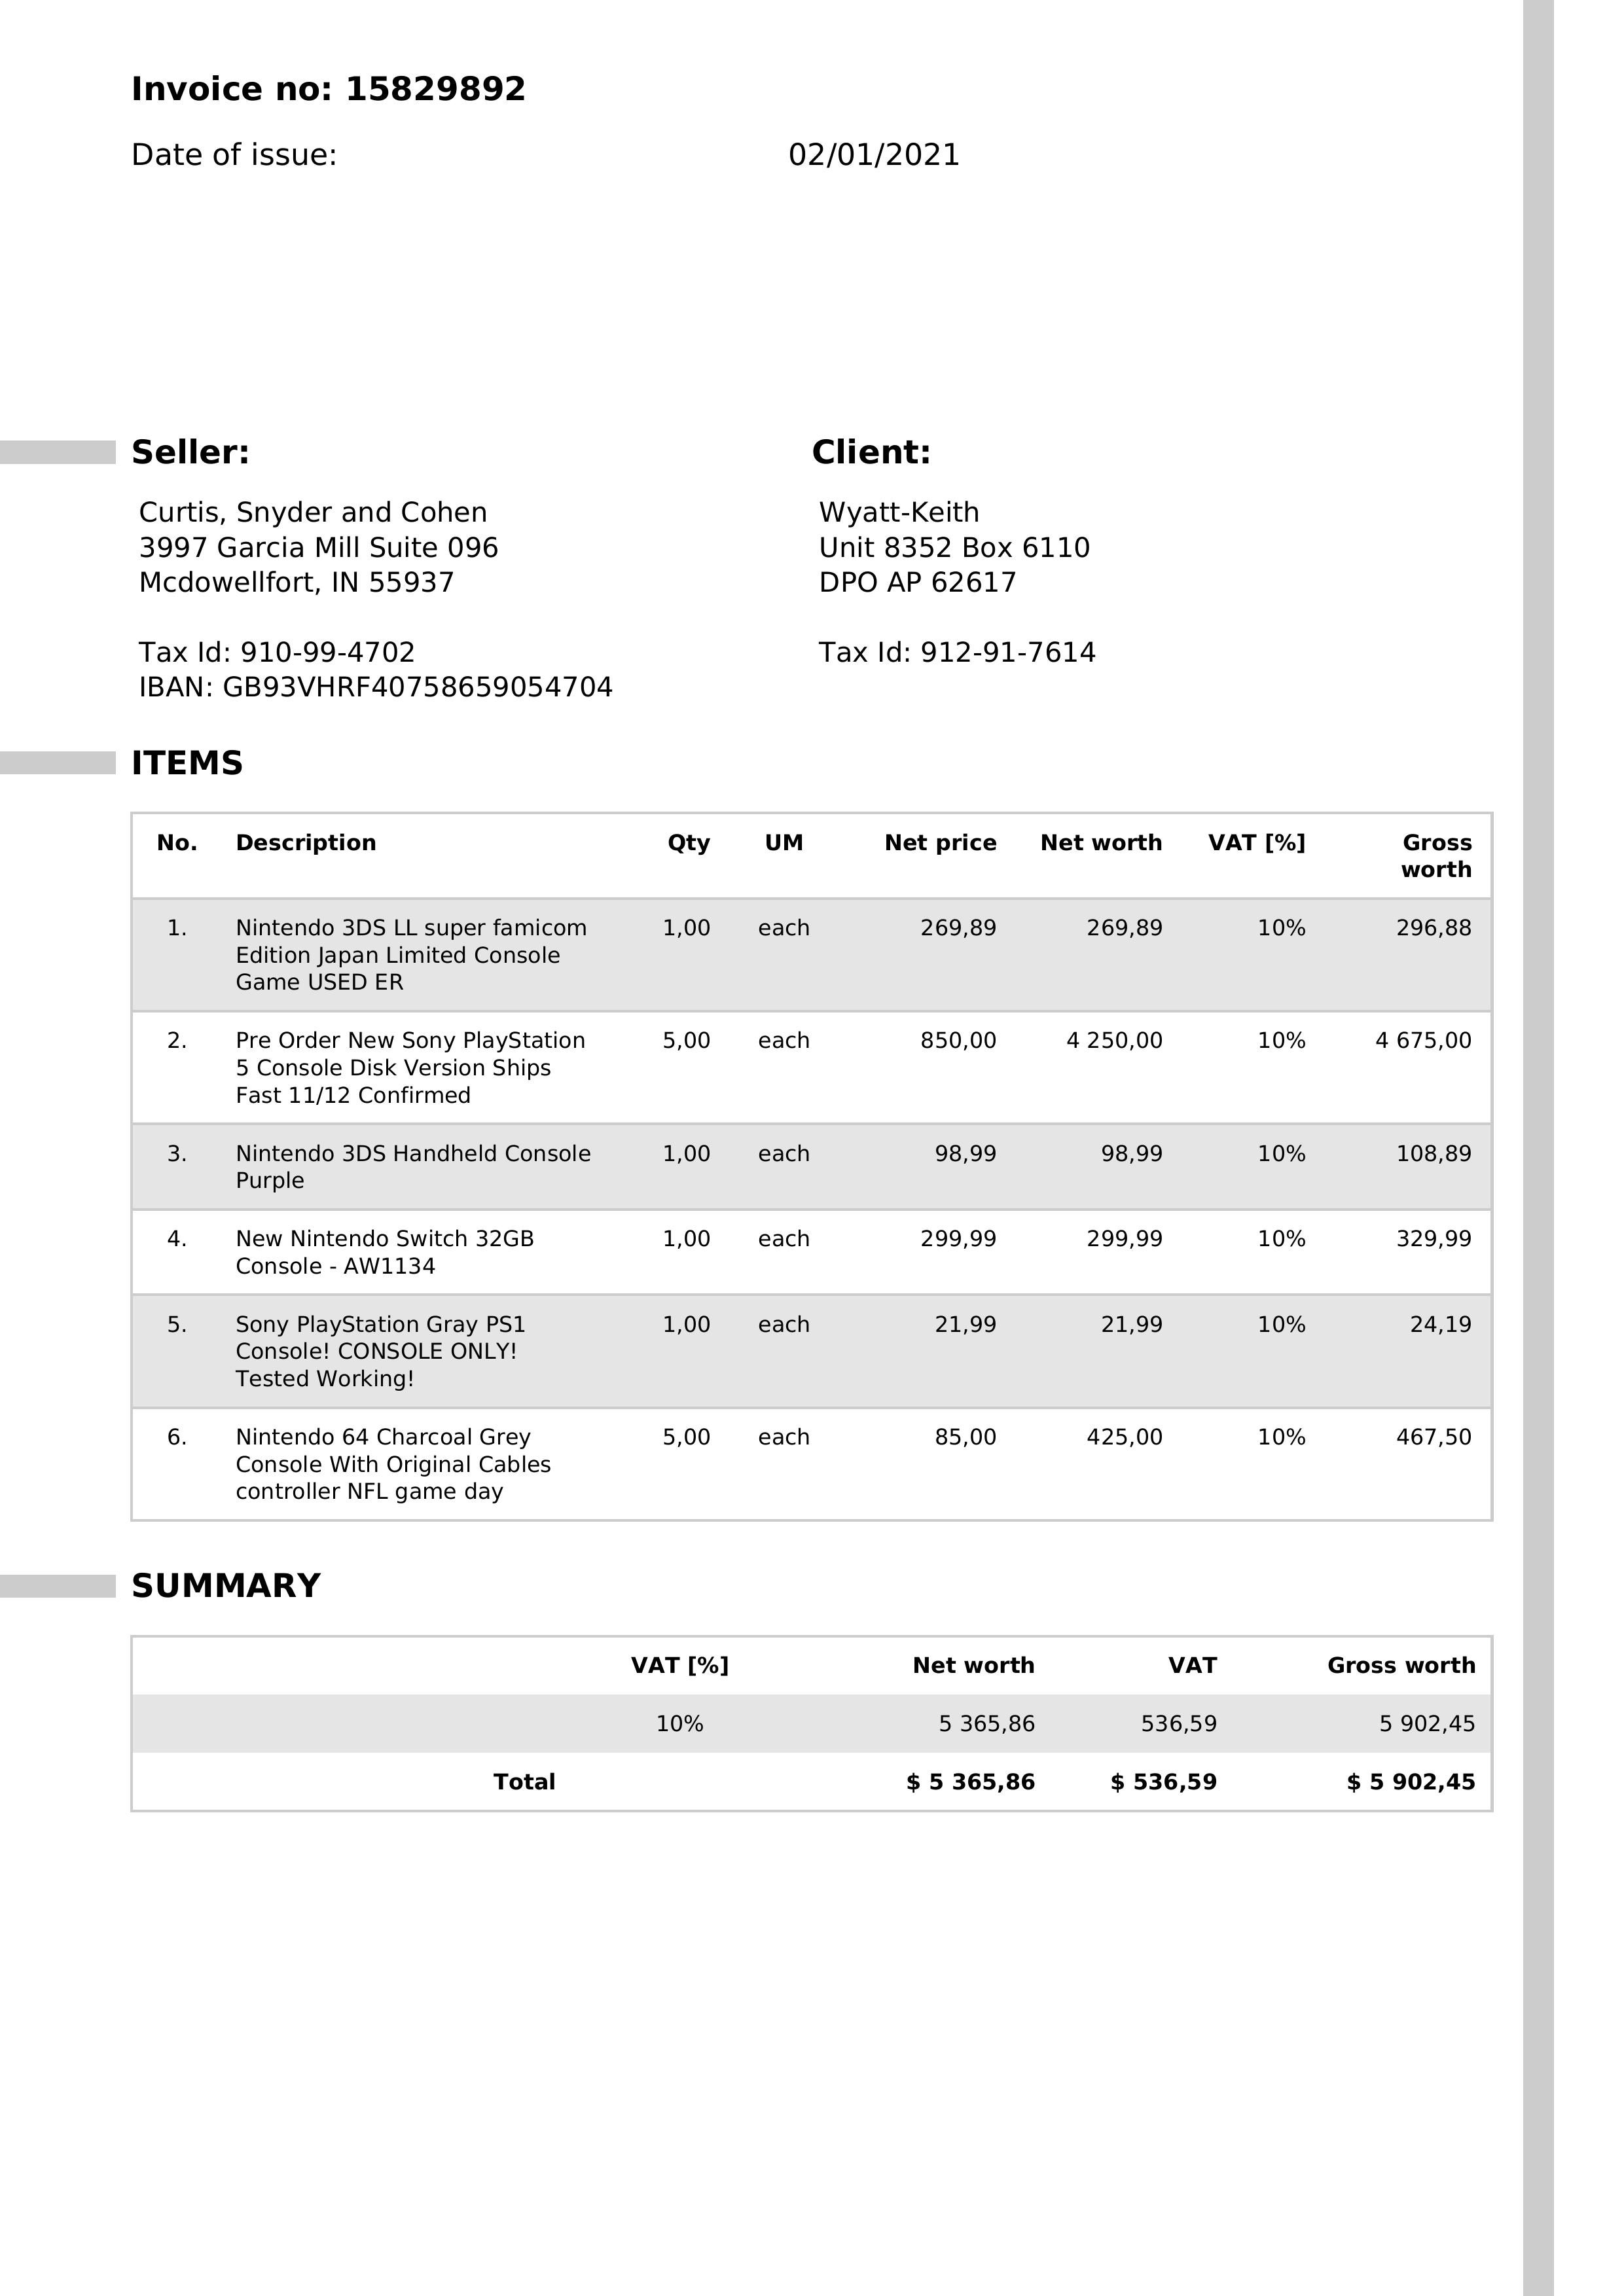 Invoice no: 15829892
Date of issue: 02/01/2021
Seller:
Curtis, Snyder and Cohen
3997 Garcia Mill Suite 096
Mcdowellfort, IN 55937
Tax Id: 910-99-4702
IBAN: GB93VHRF40758659054704
Client:
Wyatt-Keith
Unit 8352 Box 6110
DPO AP 62617
Tax Id: 912-91-7614
ITEMS
No. Description Qty UM Net price Net worth VAT [%] Gross
worth
1. Nintendo 3DS LL super famicom 1,00 each 269,89 269,89 10% 296,88
Edition Japan Limited Console
Game USED ER
2. Pre Order New Sony PlayStation 5,00 each 850,00 4 250,00 10% 4 675,00
5 Console Disk Version Ships
Fast 11/12 Confirmed
3. Nintendo 3DS Handheld Console 1,00 each 98,99 98,99 10% 108,89
Purple
4. New Nintendo Switch 32GB 1,00 each 299,99 299,99 10% 329,99
Console - AW1134
5. Sony PlayStation Gray PS1 1,00 each 21,99 21,99 10% 24,19
Console! CONSOLE ONLY!
Tested Working!
6. Nintendo 64 Charcoal Grey 5,00 each 85,00 425,00 10% 467,50
Console With Original Cables
controller NFL game day
SUMMARY
VAT [%] Net worth VAT Gross worth
10% 5 365,86 536,59 5 902,45
Total $ 5 365,86 $ 536,59 $ 5 902,45